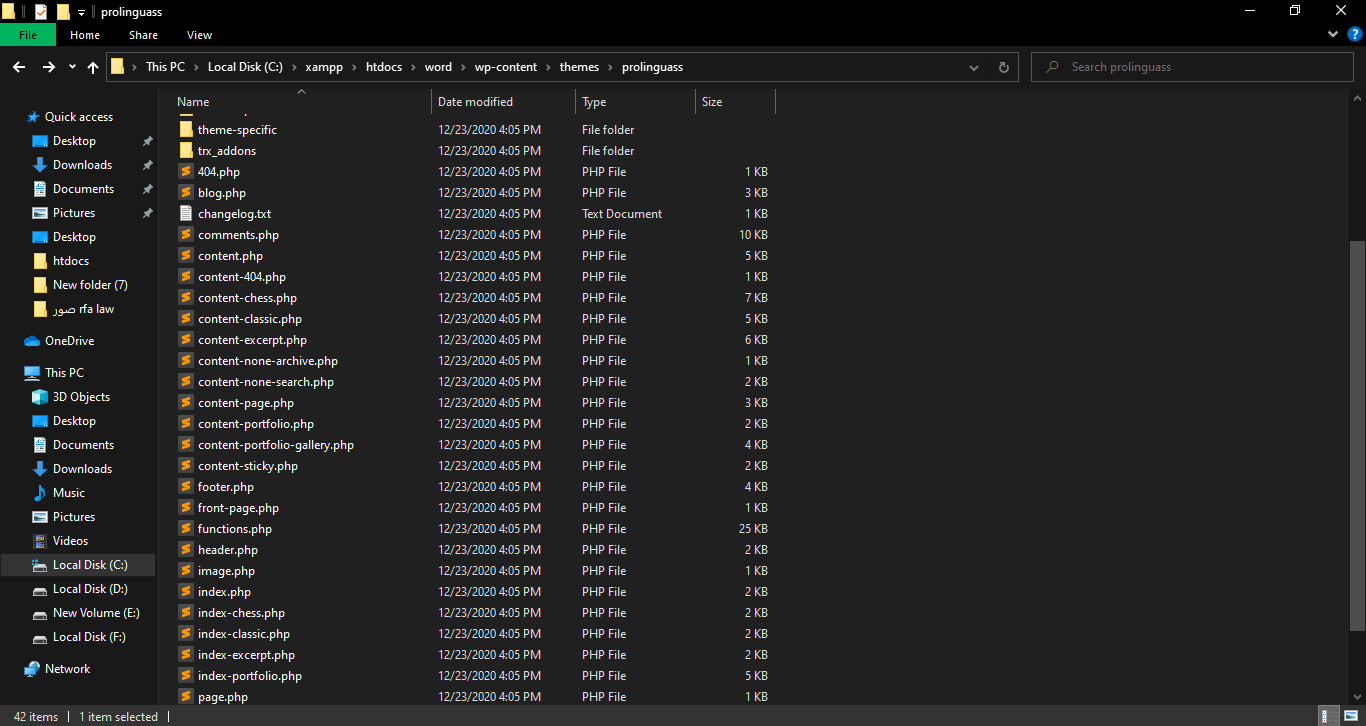 prolinguass
File Home Share View
This PC Local Disk (C:) xampp htdocs word wp-content themes prolinguass
Search prolinguass
Name Date modified Type Size
theme-specific 12/23/2020 4:05 PM File folder
trx_addons 12/23/2020 4:05 PM File folder
404.php 12/23/2020 4:05 PM PHP File 1 KB
blog.php 12/23/2020 4:05 PM PHP File 3 KB
changelog.txt 12/23/2020 4:05 PM Text Document 1 KB
comments.php 12/23/2020 4:05 PM PHP File 10 KB
content.php 12/23/2020 4:05 PM PHP File 5 KB
content-404.php 12/23/2020 4:05 PM PHP File 1 KB
content-chess.php 12/23/2020 4:05 PM PHP File 7 KB
content-classic.php 12/23/2020 4:05 PM PHP File 5 KB
content-excerpt.php 12/23/2020 4:05 PM PHP File 6 KB
content-none-archive.php 12/23/2020 4:05 PM PHP File 1 KB
content-none-search.php 12/23/2020 4:05 PM PHP File 2 KB
content-page.php 12/23/2020 4:05 PM PHP File 3 KB
content-portfolio.php 12/23/2020 4:05 PM PHP File 2 KB
content-portfolio-gallery.php 12/23/2020 4:05 PM PHP File 4 KB
content-sticky.php 12/23/2020 4:05 PM PHP File 2 KB
footer.php 12/23/2020 4:05 PM PHP File 4 KB
front-page.php 12/23/2020 4:05 PM PHP File 1 KB
functions.php 12/23/2020 4:05 PM PHP File 25 KB
header.php 12/23/2020 4:05 PM PHP File 2 KB
image.php 12/23/2020 4:05 PM PHP File 1 KB
index.php 12/23/2020 4:05 PM PHP File 2 KB
index-chess.php 12/23/2020 4:05 PM PHP File 2 KB
index-classic.php 12/23/2020 4:05 PM PHP File 2 KB
index-excerpt.php 12/23/2020 4:05 PM PHP File 2 KB
index-portfolio.php 12/23/2020 4:05 PM PHP File 5 KB
page.php 12/23/2020 4:05 PM PHP File 1 KB
Quick access
Desktop
Downloads
Documents
Pictures
Desktop
htdocs
New folder (7)
صور rfa law
OneDrive
This PC
3D Objects
Desktop
Documents
Downloads
Music
Pictures
Videos
Local Disk (C:)
Local Disk (D:)
New Volume (E:)
Local Disk (F:)
Network
42 items 1 item selected